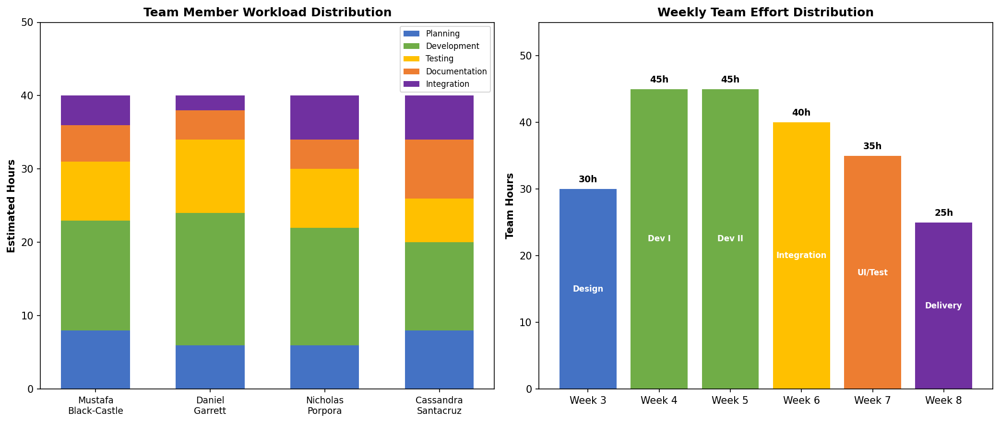 Team Member Workload Distribution
50
40
30
20
10
0
Estimated Hours
Planning
Development
Testing
Documentation
Integration
Mustafa
Black-Castle
Daniel
Garrett
Nicholas
Porpora
Cassandra
Santacruz
Weekly Team Effort Distribution
50
40
30
20
10
0
Team Hours
30h
45h
45h
40h
35h
25h
Design
Dev I
Dev II
Integration
UI/Test
Delivery
Week 3
Week 4
Week 5
Week 6
Week 7
Week 8